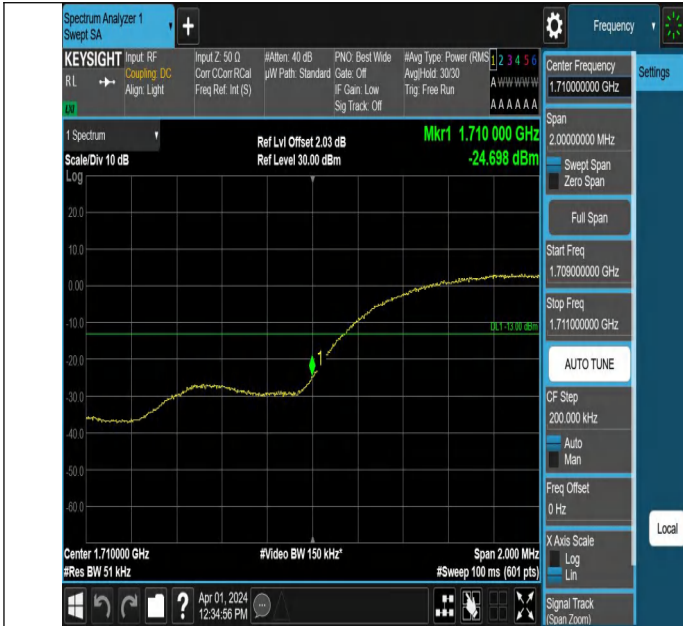 Spectrum Analyzer 1
Swept SA
+
Frequency
KEYSIGHT
RL
Input: RF
Coupling: DC
Align: Light
Input Z: 50 Ω
Corr CCorr RCal
Freq Ref: Int (S)
#Atten: 40 dB
µW Path: Standard
PNO: Best Wide
Gate: Off
IF Gain: Low
Sig Track: Off
#Avg Type: Power (RMS
Avg|Hold: 30/30
Trig: Free Run
1 2 3 4 5 6
A W W W W W
A A A A A A
1 Spectrum
Scale/Div 10 dB
Log
Ref Lvl Offset 2.03 dB
Ref Level 30.00 dBm
Mkr1 1.710 000 GHz
-24.698 dBm
20.0
10.0
0.00
-10.0
-20.0
-30.0
-40.0
-50.0
-60.0
DL1 -13.00 dBm
1
Center 1.710000 GHz
#Res BW 51 kHz
#Video BW 150 kHz*
Span 2.000 MHz
#Sweep 100 ms (601 pts)
?
Apr 01, 2024
12:34:56 PM
Center Frequency
1.710000000 GHz
Span
2.00000000 MHz
Swept Span
Zero Span
Full Span
Start Freq
1.709000000 GHz
Stop Freq
1.711000000 GHz
AUTO TUNE
CF Step
200.000 kHz
Auto
Man
Freq Offset
0 Hz
X Axis Scale
Log
Lin
Signal Track
(Span Zoom)
Settings
Local